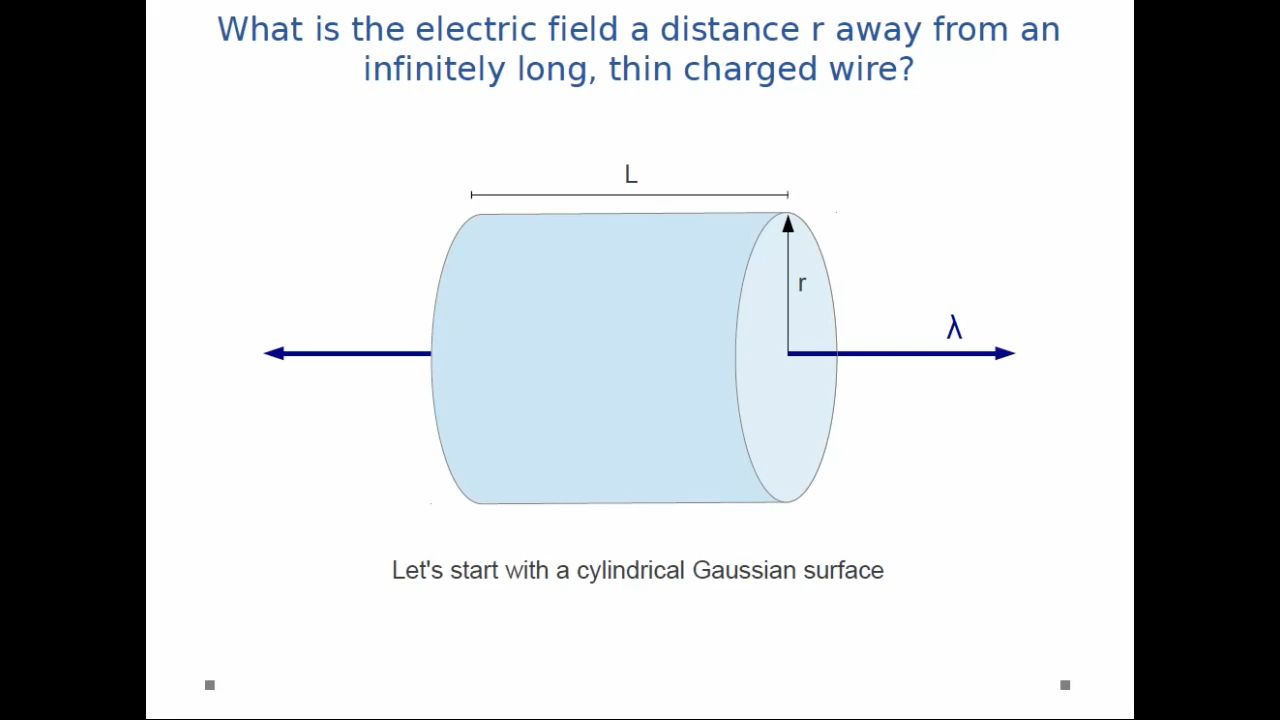 What is the electric field a distance r away from an
infinitely long, thin charged wire?
L
r
λ
Let's start with a cylindrical Gaussian surface